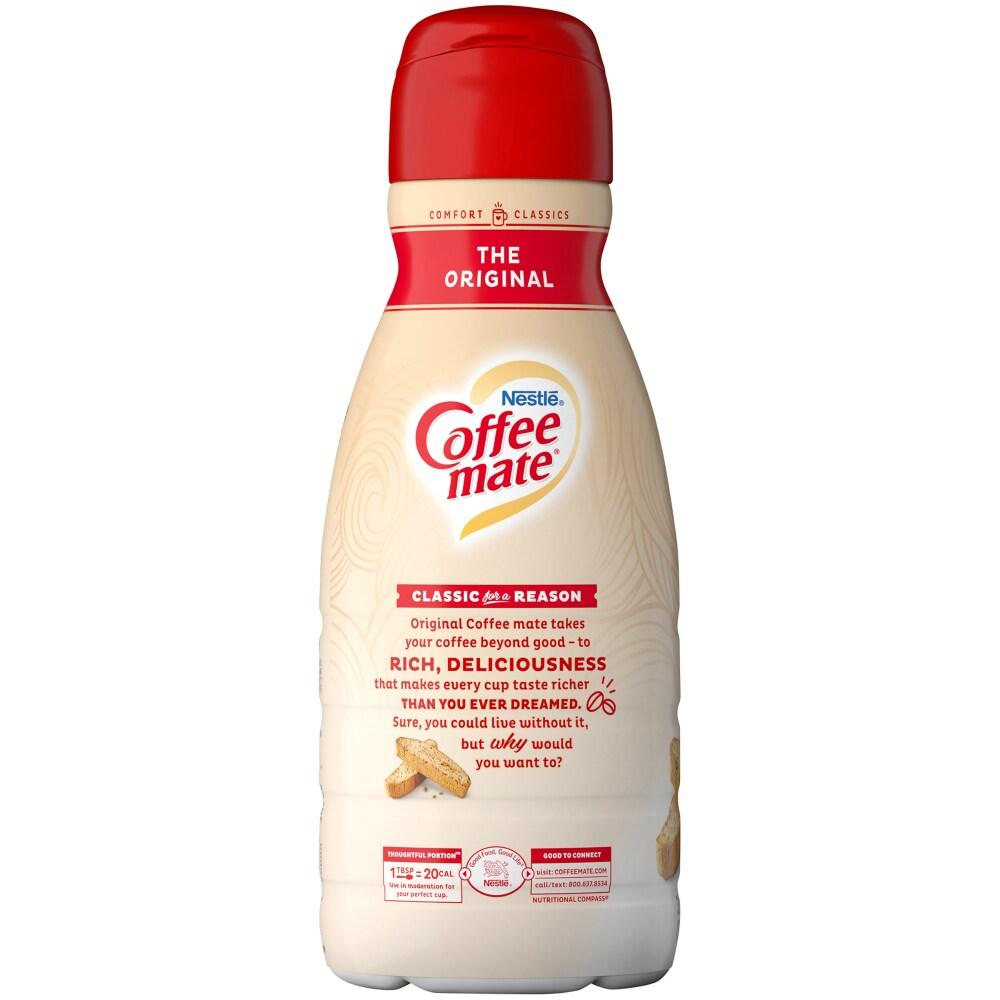 COMFORT CLASSICS
THE
ORIGINAL
Nestlé®
Coffee
mate®
CLASSIC for a REASON
Original Coffee mate takes
your coffee beyond good – to
RICH, DELICIOUSNESS
that makes every cup taste richer
THAN YOU EVER DREAMED.
Sure, you could live without it,
but why would
you want to?
THOUGHTFUL PORTION™
1 TBSP = 20 CAL
Use in moderation for
your perfect cup.
Good Food, Good Life®
Nestlé®
GOOD TO CONNECT
visit: COFFEEMATE.COM
call/text: 800.637.8534
NUTRITIONAL COMPASS®